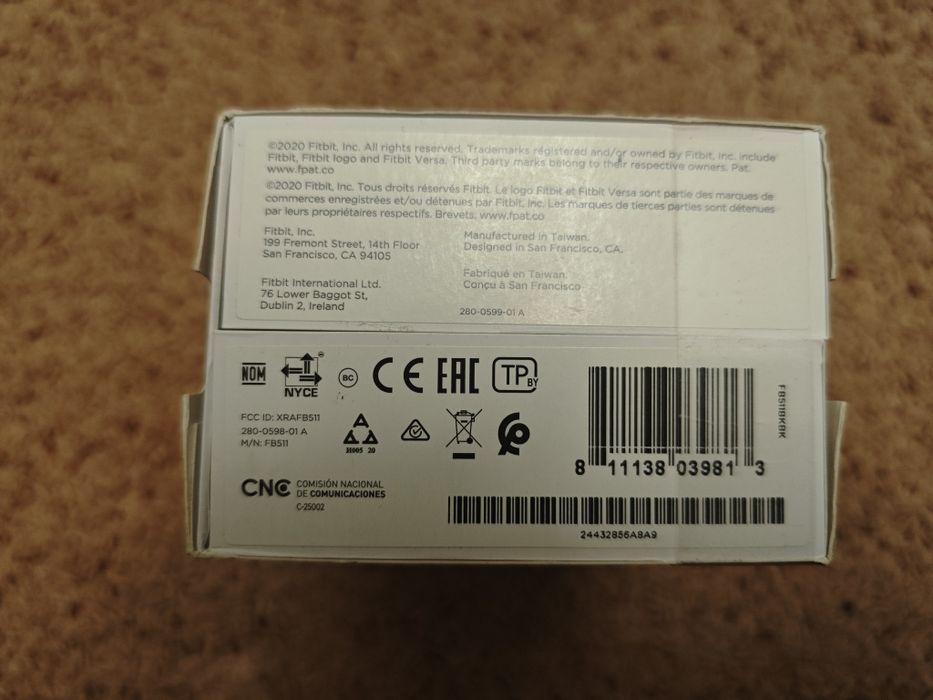 ©2020 Fitbit, Inc. All rights reserved. Trademarks registered and/or owned by Fitbit, Inc. include
Fitbit, Fitbit logo and Fitbit Versa. Third party marks belong to their respective owners. Pat.
www.fpat.co
©2020 Fitbit, Inc. Tous droits réservés Fitbit. Le logo Fitbit et Fitbit Versa sont partie des marques de
commerces enregistrées et/ou détenues par Fitbit, Inc. Les marques de tierces parties sont détenues
par leurs propriétaires respectifs. Brevets. www.fpat.co
Fitbit, Inc.
199 Fremont Street, 14th Floor
San Francisco, CA 94105
Manufactured in Taiwan.
Designed in San Francisco, CA.
Fitbit International Ltd.
76 Lower Baggot St,
Dublin 2, Ireland
Fabriqué en Taiwan.
Conçu à San Francisco
280-0599-01 A
NOM
NYCE
BC
CE
EAC
TP BY
FCC ID: XRAFB511
280-0598-01 A
M/N: FB511
H005 20
CNC COMISIÓN NACIONAL
DE COMUNICACIONES
C-25002
8 11138 03981 3
FB511BKBK
24432856A8A9